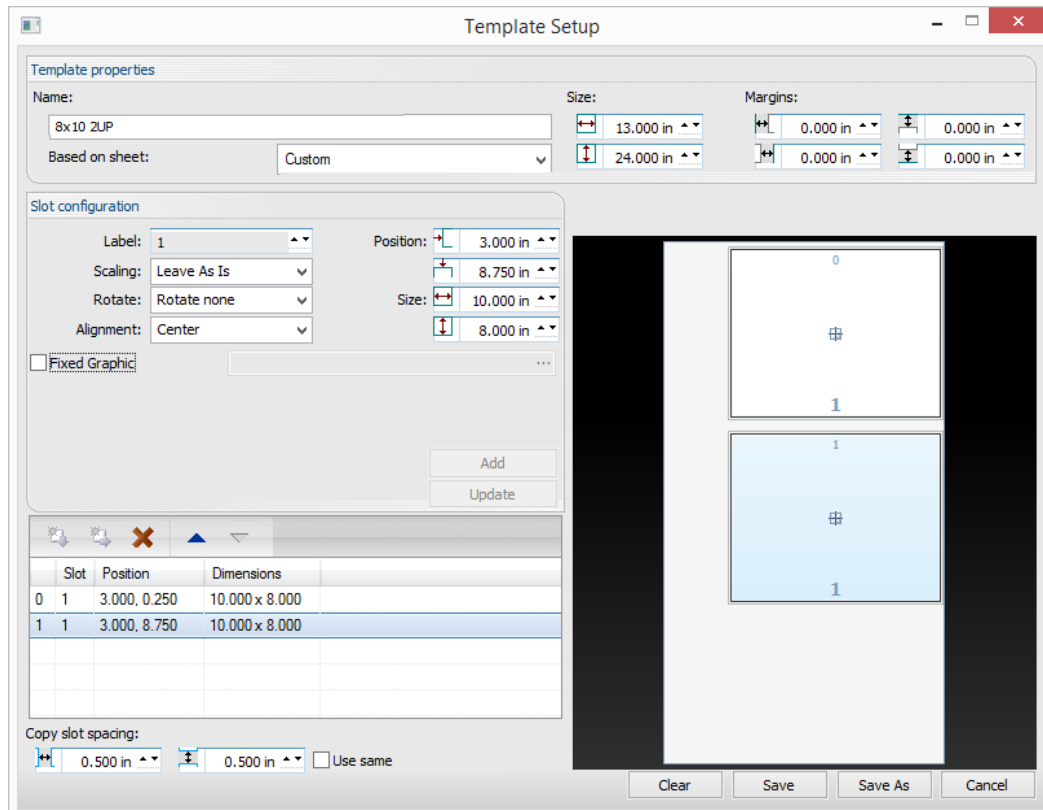 Template Setup
Template properties
Name:
Size:
Margins:
8x10 2UP
13.000 in
0.000 in
0.000 in
Based on sheet:
Custom
24.000 in
0.000 in
0.000 in
Slot configuration
Label:
1
Position:
3.000 in
Scaling:
Leave As Is
8.750 in
Rotate:
Rotate none
Size:
10.000 in
Alignment:
Center
8.000 in
Fixed Graphic
...
Add
Update
Slot Position Dimensions
0 1 3.000, 0.250 10.000 x 8.000
1 1 3.000, 8.750 10.000 x 8.000
Copy slot spacing:
0.500 in
0.500 in
Use same
0
1
1
1
Clear
Save
Save As
Cancel